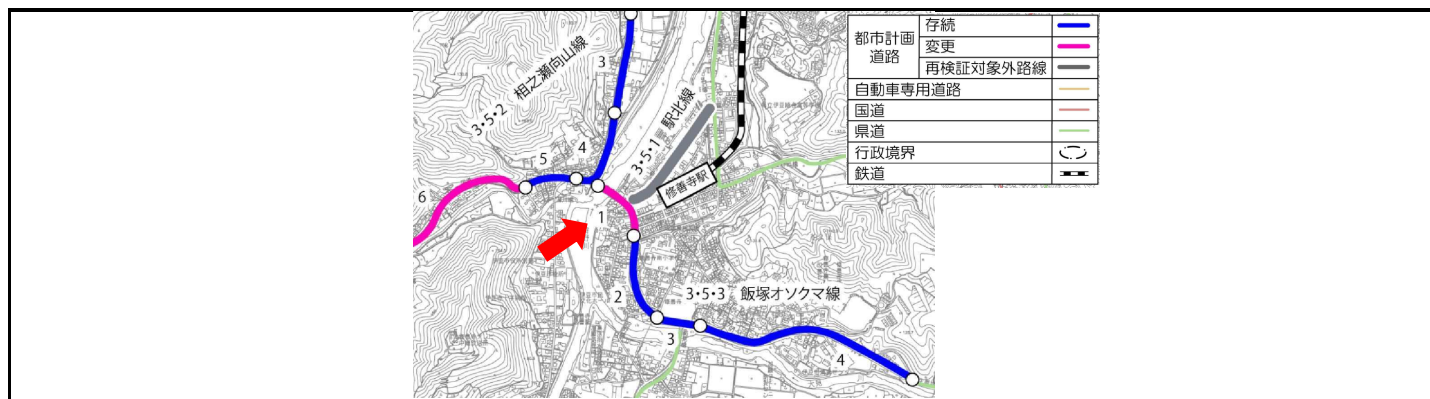 都市計画
道路
存続
変更
再検証対象外路線
自動車専用道路
国道
県道
行政境界
鉄道
3・5・2 相之瀬向山線
3
3・5・1 駅北線
5
4
6
修善寺駅
1
2
3・5・3 飯塚オソクマ線
3
4